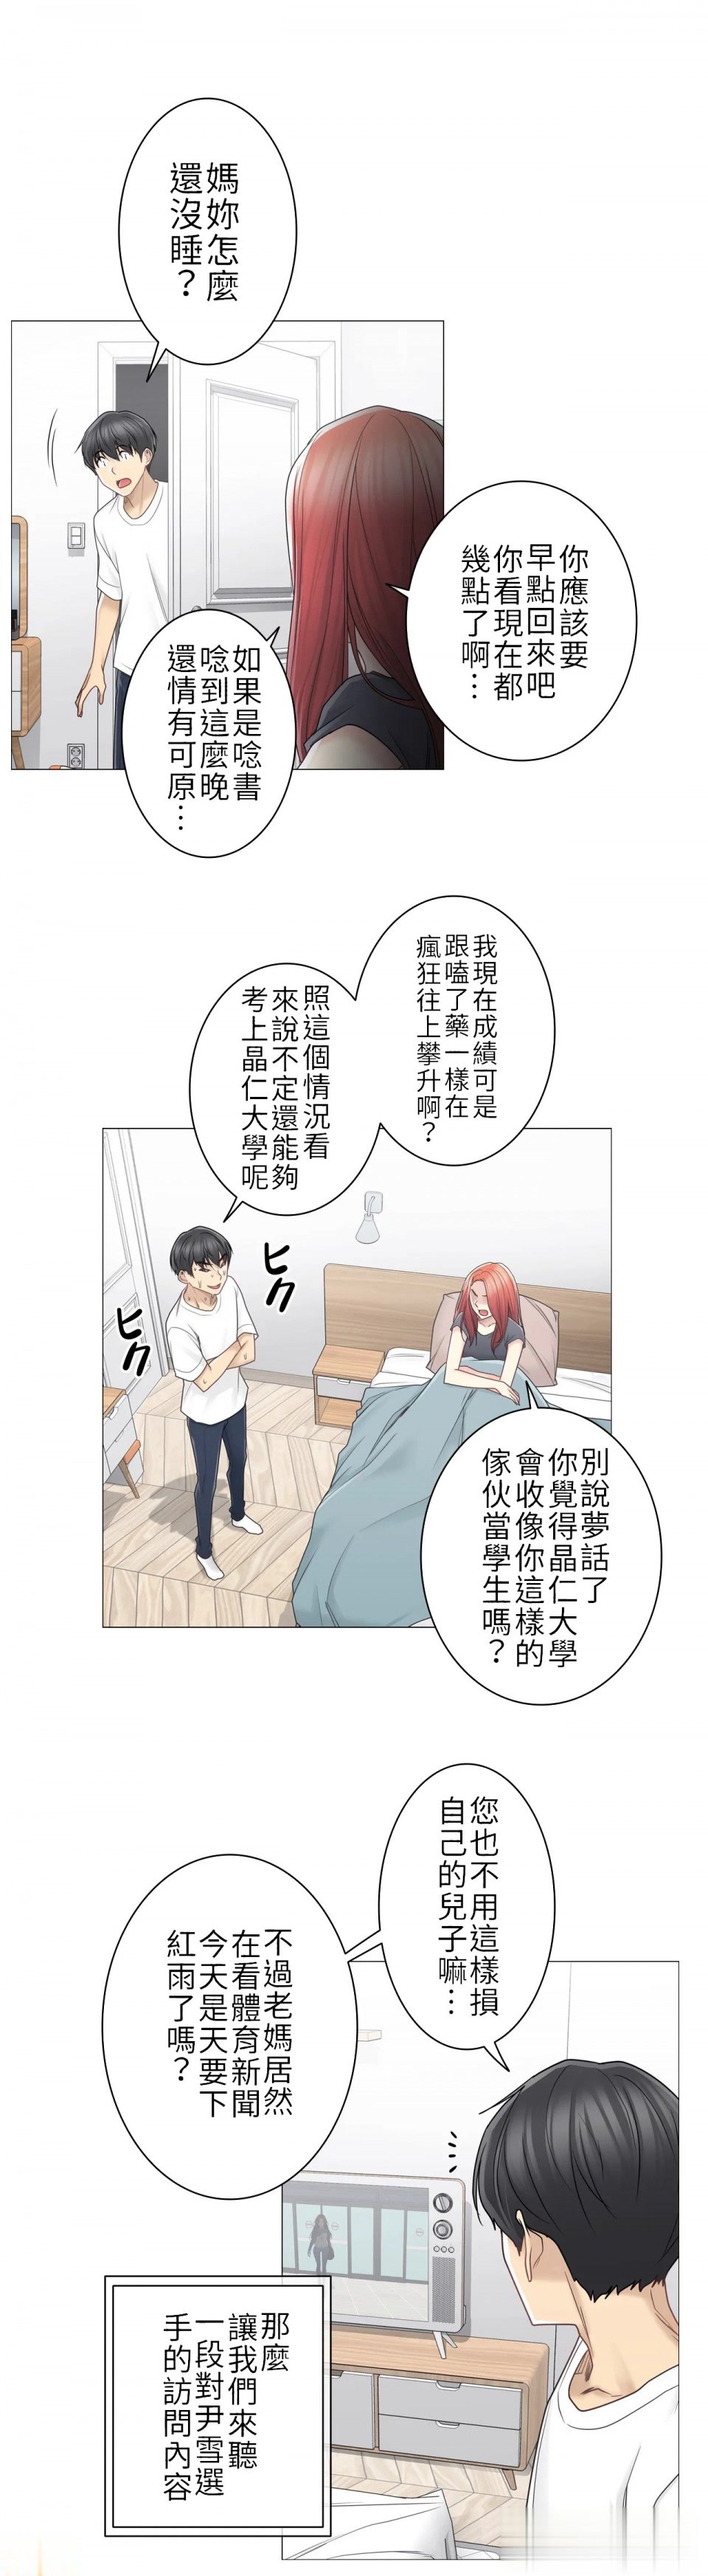 媽妳怎麼
還沒睡？
你應該要
早點回來吧
你看現在都
幾點了啊…
如果是唸書
唸到這麼晚
還情有可原…
我現在成績可是
跟嗑了藥一樣在
瘋狂往上攀升啊？
照這個情況看
來說不定還能夠
考上晶仁大學呢
ヒク
ヒク
別說夢話了
你覺得晶仁大學
會收像你這樣的
傢伙當學生嗎？
您也不用這樣損
自己的兒子嘛…
不過老媽居然
在看體育新聞
今天是天要下
紅雨了嗎？
那麼
讓我們來聽
一段對尹雪選
手的訪問內容